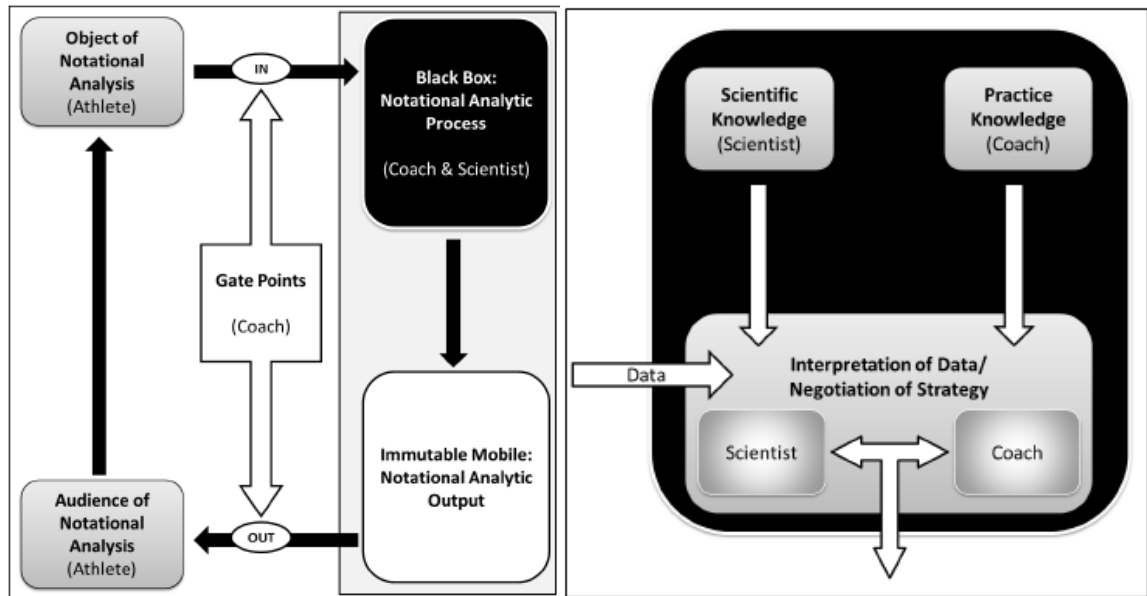 Object of
Notational
Analysis
(Athlete)
IN
Black Box:
Notational Analytic
Process
(Coach & Scientist)
Gate Points
(Coach)
Immutable Mobile:
Notational Analytic
Output
Audience of
Notational
Analysis
(Athlete)
OUT
Scientific
Knowledge
(Scientist)
Practice
Knowledge
(Coach)
Data
Interpretation of Data/
Negotiation of Strategy
Scientist
Coach